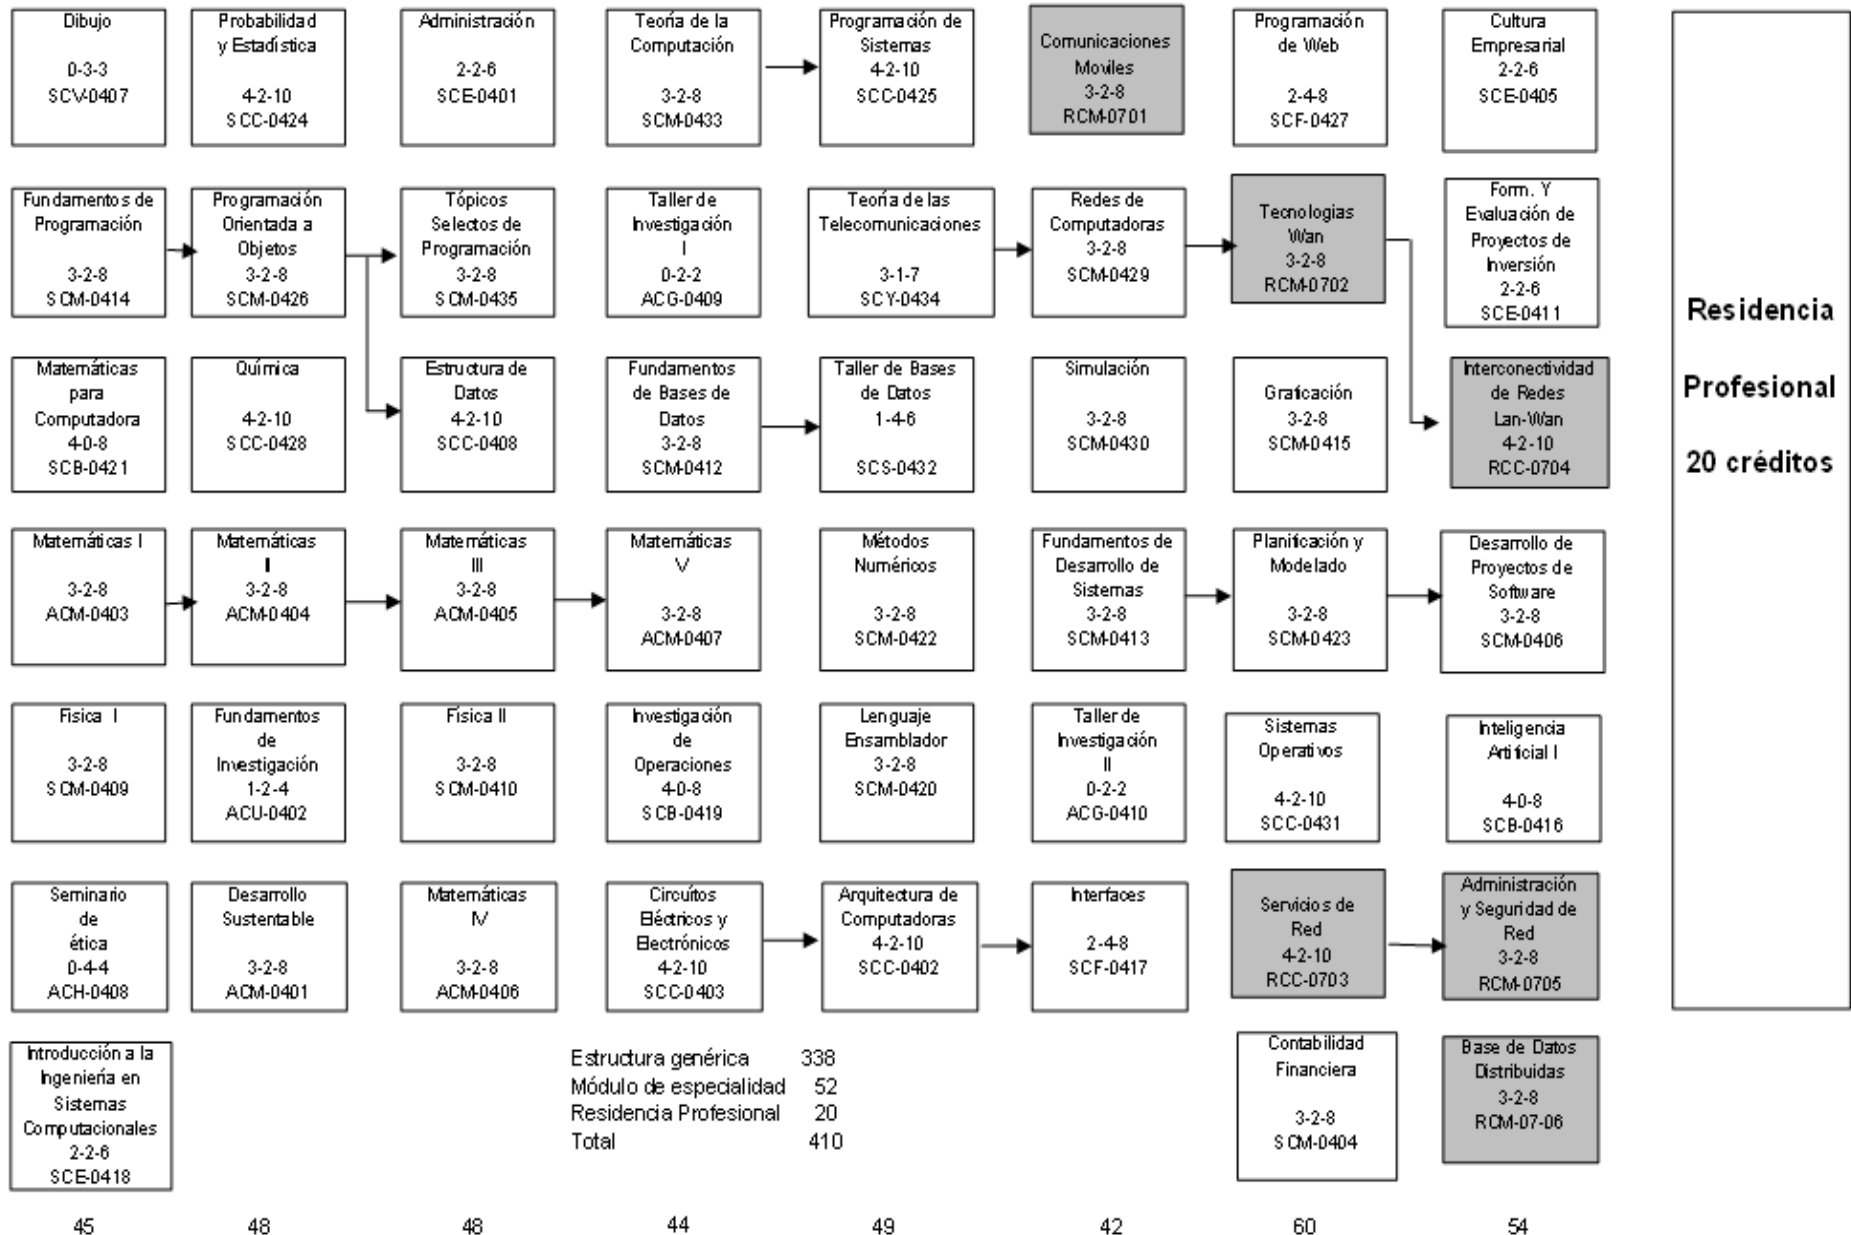 Dibujo
0-3-3
SCV-0407
Probabilidad
y Estadística
4-2-10
SCC-0424
Administración
2-2-6
SCE-0401
Teoría de la
Computación
3-2-8
SCM-0433
Programación de
Sistemas
4-2-10
SCC-0425
Comunicaciones
Moviles
3-2-8
RCM-0701
Programación
de Web
2-4-8
SCF-0427
Cultura
Empresarial
2-2-6
SCE-0405
Fundamentos de
Programación
3-2-8
SCM-0414
Programación
Orientada a
Objetos
3-2-8
SCM-0426
Tópicos
Selectos de
Programación
3-2-8
SCM-0435
Taller de
Investigación
I
0-2-2
ACG-0409
Teoría de las
Telecomunicaciones
3-1-7
SCY-0434
Redes de
Computadoras
3-2-8
SCM-0429
Tecnologias
Wan
3-2-8
RCM-0702
Form. Y
Evaluación de
Proyectos de
Inversión
2-2-6
SCE-0411
Matemáticas
para
Computadora
4-0-8
SCB-0421
Química
4-2-10
SCC-0428
Estructura de
Datos
4-2-10
SCC-0408
Fundamentos
de Bases de
Datos
3-2-8
SCM-0412
Taller de Bases
de Datos
1-4-6
SCS-0432
Simulación
3-2-8
SCM-0430
Graficación
3-2-8
SCM-0415
Interconectividad
de Redes
Lan-Wan
4-2-10
RCC-0704
Matemáticas I
3-2-8
ACM-0403
Matemáticas
II
3-2-8
ACM-0404
Matemáticas
III
3-2-8
ACM-0405
Matemáticas
V
3-2-8
ACM-0407
Métodos
Numéricos
3-2-8
SCM-0422
Fundamentos de
Desarrollo de
Sistemas
3-2-8
SCM-0413
Planificación y
Modelado
3-2-8
SCM-0423
Desarrollo de
Proyectos de
Software
3-2-8
SCM-0406
Física I
3-2-8
SCM-0409
Fundamentos
de
Investigación
1-2-4
ACU-0402
Física II
3-2-8
SCM-0410
Investigación
de
Operaciones
4-0-8
SCB-0419
Lenguaje
Ensamblador
3-2-8
SCM-0420
Taller de
Investigación
II
0-2-2
ACG-0410
Sistemas
Operativos
4-2-10
SCC-0431
Inteligencia
Artificial I
4-0-8
SCB-0416
Seminario
de
ética
0-4-4
ACH-0408
Desarrollo
Sustentable
3-2-8
ACM-0401
Matemáticas
IV
3-2-8
ACM-0406
Circuítos
Eléctricos y
Electrónicos
4-2-10
SCC-0403
Arquitectura de
Computadoras
4-2-10
SCC-0402
Interfaces
2-4-8
SCF-0417
Servicios de
Red
4-2-10
RCC-0703
Administración
y Seguridad de
Red
3-2-8
RCM-0705
Introducción a la
Ingeniería en
Sistemas
Computacionales
2-2-6
SCE-0418
Estructura genérica 338
Módulo de especialidad 52
Residencia Profesional 20
Total 410
Contabilidad
Financiera
3-2-8
SCM-0404
Base de Datos
Distribuidas
3-2-8
RCM-07-06
Residencia
Profesional
20 créditos
45 48 48 44 49 42 60 54